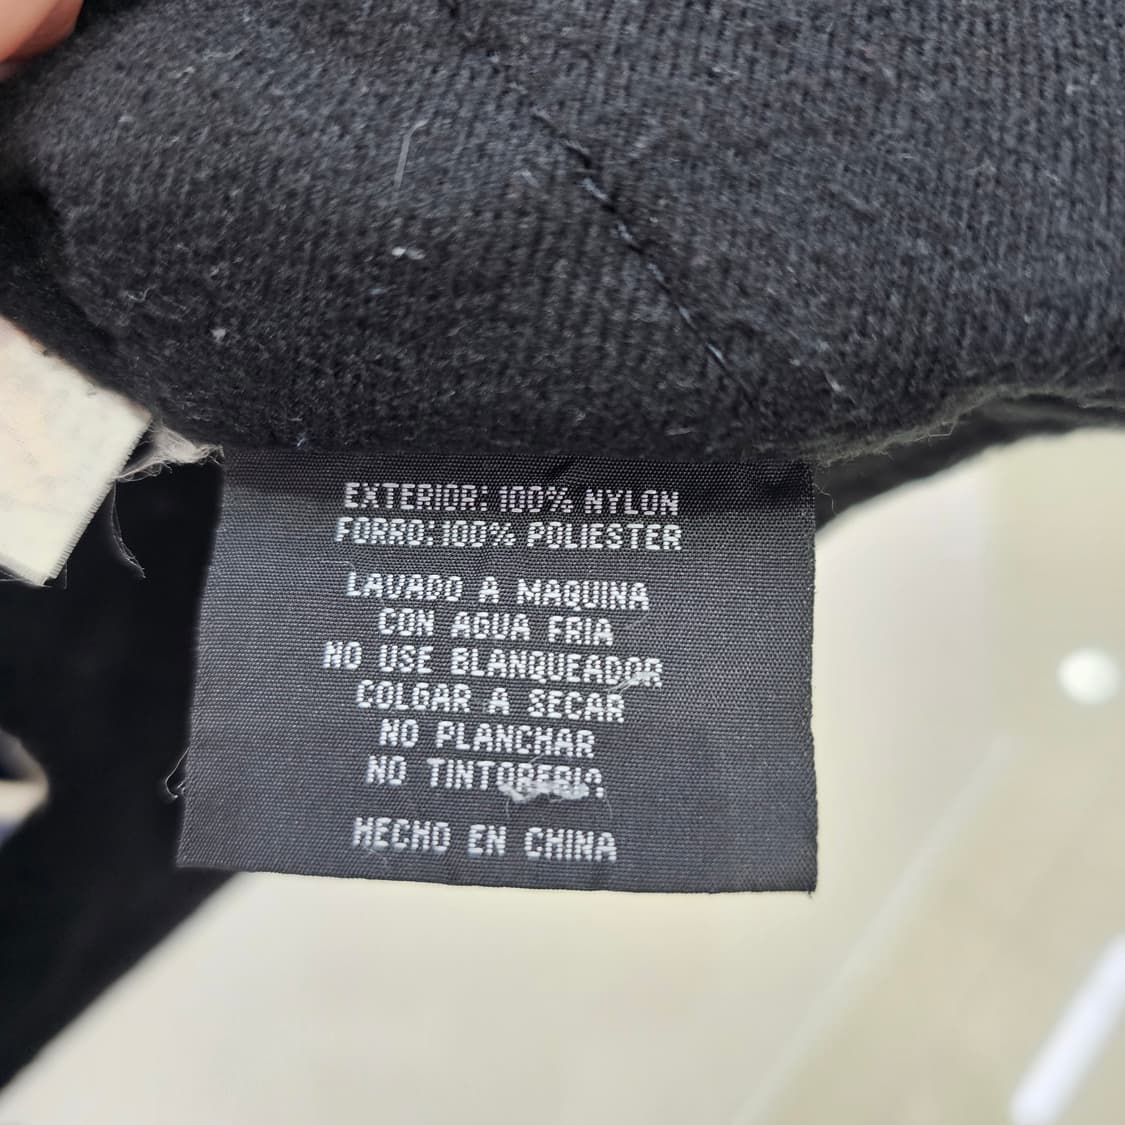 EXTERIOR: 100% NYLON
FORRO: 100% POLIESTER
LAVADO A MAQUINA
CON AGUA FRIA
NO USE BLANQUEADOR
COLGAR A SECAR
NO PLANCHAR
NO TINTORERIA
HECHO EN CHINA